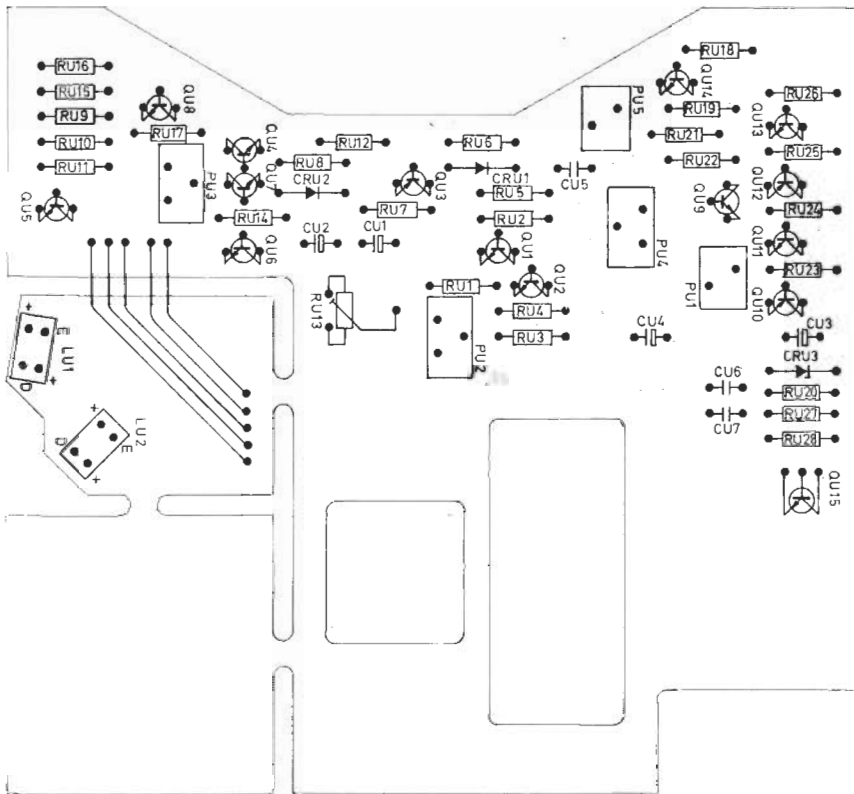 RU16
RU15
RU9
RU10
RU11
QU5
QU8
RU17
PU3
QU4
QU7
RU14
QU6
RU8
CRU2
RU12
CU2
CU1
RU7
QU3
RU6
CRU1
RU5
RU2
QU1
RU1
QU2
RU4
RU3
PU2
RU13
CU5
PU5
PU4
CU4
PU1
RU18
QU14
RU19
RU21
RU22
QU9
RU26
QU13
RU25
QU12
RU24
QU11
RU23
QU10
CU3
CRU3
CU6
RU20
RU27
CU7
RU28
QU15
+
E
LU1
D
+
+
LU2
D
E
+